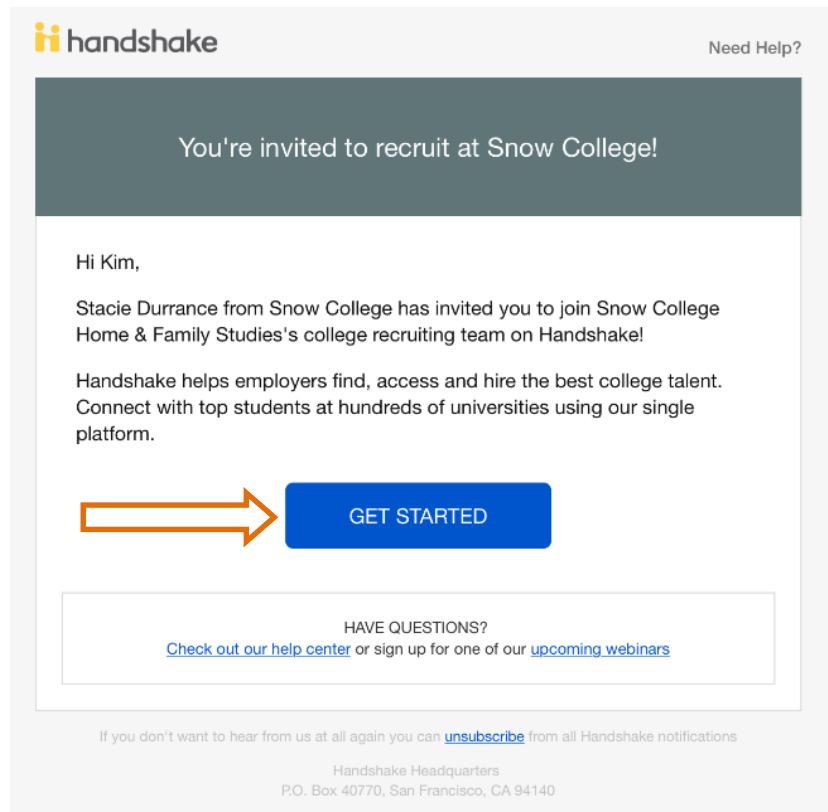 handshake
Need Help?
You're invited to recruit at Snow College!
Hi Kim,
Stacie Durrance from Snow College has invited you to join Snow College
Home & Family Studies's college recruiting team on Handshake!
Handshake helps employers find, access and hire the best college talent.
Connect with top students at hundreds of universities using our single
platform.
GET STARTED
HAVE QUESTIONS?
Check out our help center or sign up for one of our upcoming webinars
If you don't want to hear from us at all again you can unsubscribe from all Handshake notifications
Handshake Headquarters
P.O. Box 40770, San Francisco, CA 94140